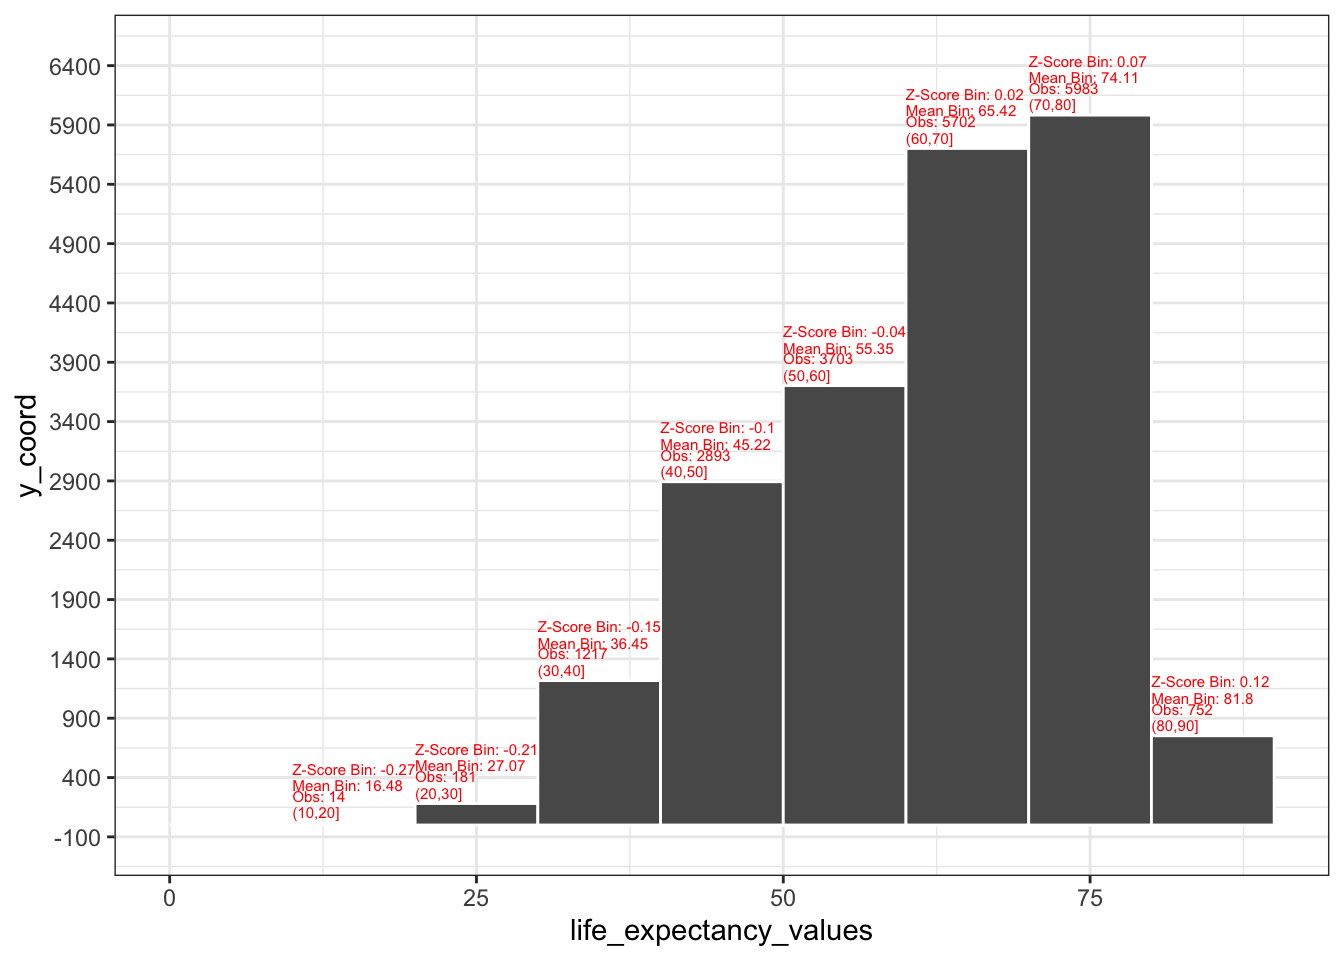 6400
5900
5400
4900
4400
3900
3400
2900
2400
1900
1400
900
400
-100
y_coord
Z-Score Bin: -0.27
Mean Bin: 16.48
Obs: 14
(10,20]
Z-Score Bin: -0.21
Mean Bin: 27.07
Obs: 181
(20,30]
Z-Score Bin: -0.15
Mean Bin: 36.45
Obs: 1217
(30,40]
Z-Score Bin: -0.1
Mean Bin: 45.22
Obs: 2893
(40,50]
Z-Score Bin: -0.04
Mean Bin: 55.35
Obs: 3703
(50,60]
Z-Score Bin: 0.02
Mean Bin: 65.42
Obs: 5702
(60,70]
Z-Score Bin: 0.07
Mean Bin: 74.11
Obs: 5983
(70,80]
Z-Score Bin: 0.12
Mean Bin: 81.8
Obs: 752
(80,90]
0 25 50 75
life_expectancy_values